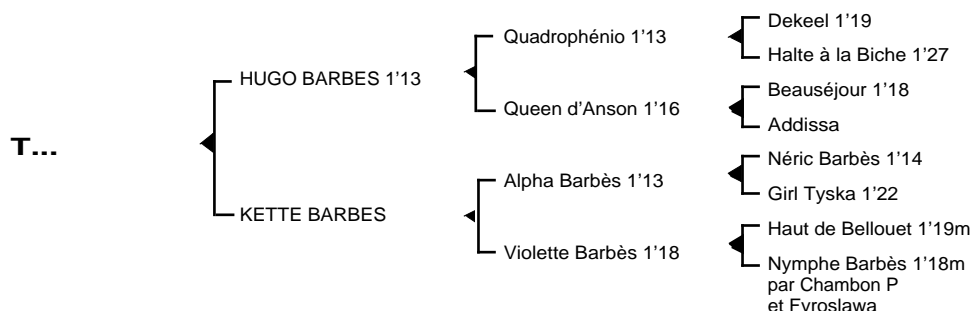 Dekeel 1'19
Quadrophénio 1'13
Halte à la Biche 1'27
HUGO BARBES 1'13
Beauséjour 1'18
Queen d'Anson 1'16
Addissa
T...
Néric Barbès 1'14
Alpha Barbès 1'13
Girl Tyska 1'22
KETTE BARBES
Haut de Bellouet 1'19m
Violette Barbès 1'18
Nymphe Barbès 1'18m
par Chambon P
et Fyroslawa